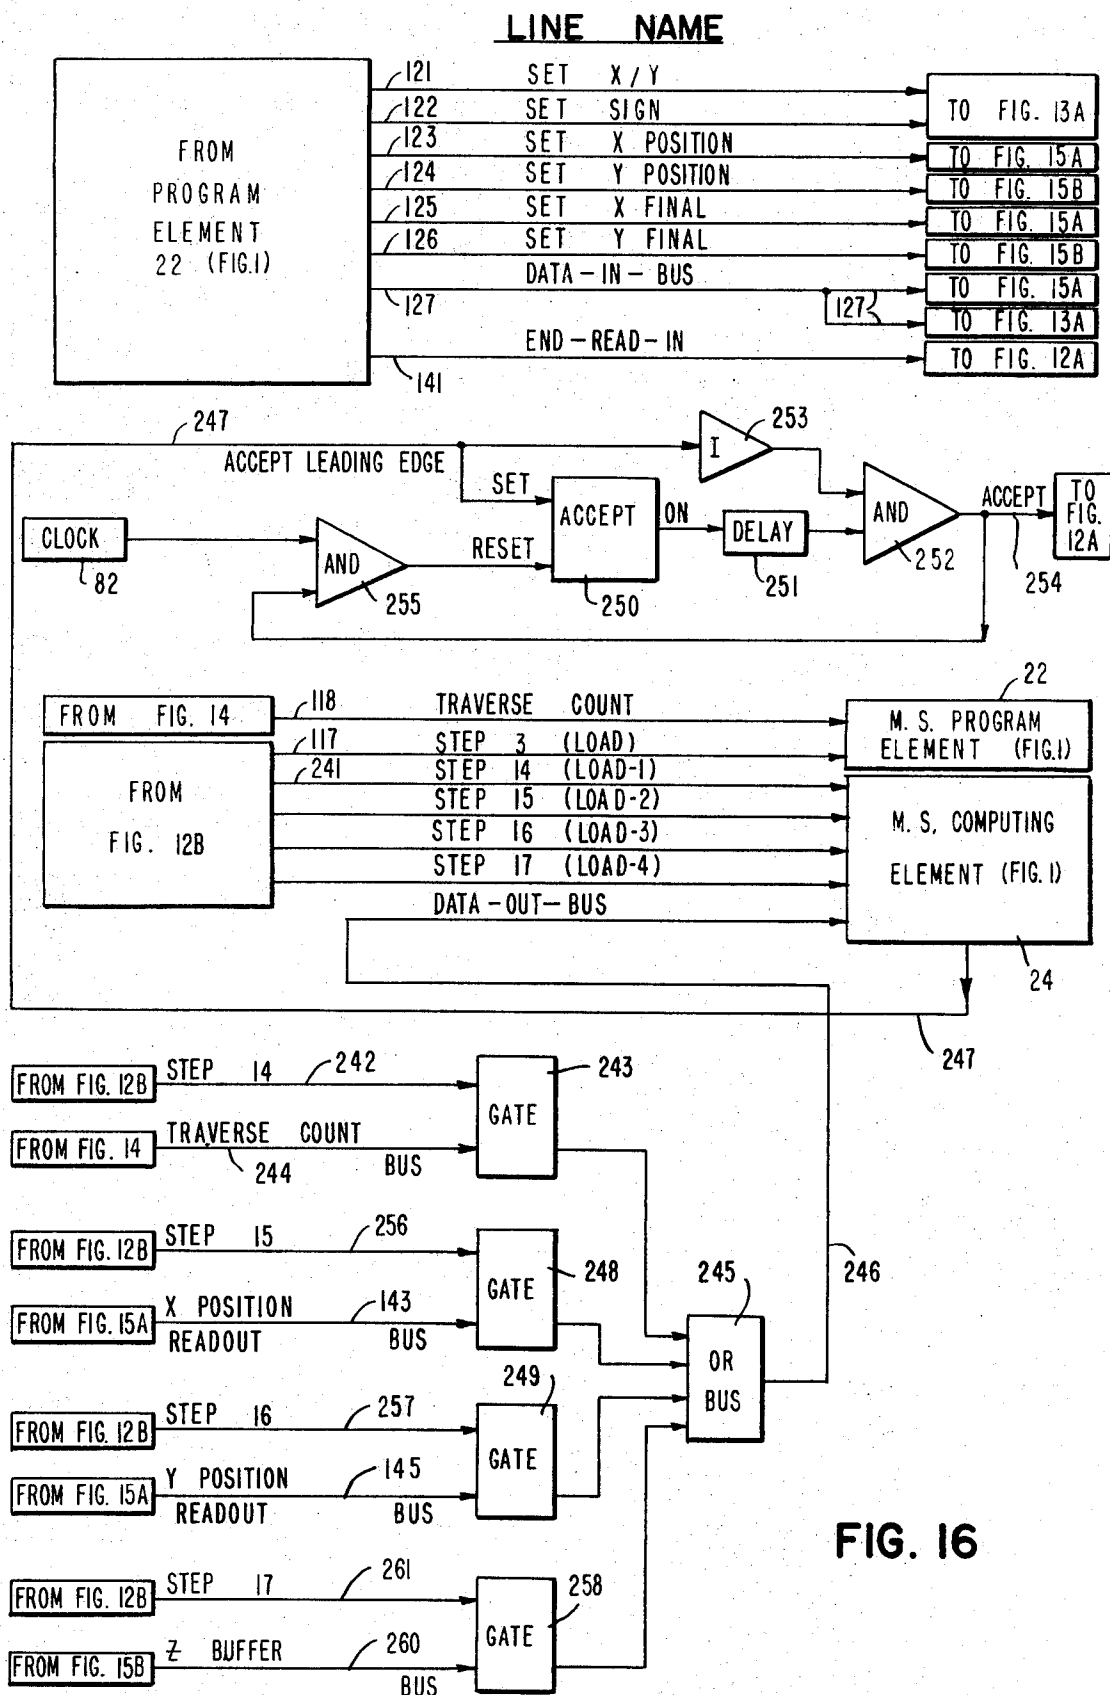 LINE NAME
121 SET X/Y
122 SET SIGN
TO FIG. 13A
123 SET X POSITION
TO FIG. 15A
124 SET Y POSITION
TO FIG. 15B
125 SET X FINAL
TO FIG. 15A
126 SET Y FINAL
TO FIG. 15B
FROM
PROGRAM
ELEMENT
22 (FIG.1)
DATA-IN-BUS
127
127
TO FIG. 15A
TO FIG. 13A
END-READ-IN
141
TO FIG. 12A
247
ACCEPT LEADING EDGE
I
253
SET
ACCEPT
ON
DELAY
AND
ACCEPT
TO
FIG.
12A
CLOCK
82
AND
RESET
255
250
251
252
254
FROM FIG. 14
118
TRAVERSE COUNT
22
M. S. PROGRAM
ELEMENT (FIG.1)
117
STEP 3 (LOAD)
241
STEP 14 (LOAD-1)
STEP 15 (LOAD-2)
STEP 16 (LOAD-3)
STEP 17 (LOAD-4)
FROM
FIG. 12B
M. S. COMPUTING
ELEMENT (FIG. 1)
DATA-OUT-BUS
24
247
FROM FIG. 12B
STEP 14
242
GATE
243
FROM FIG. 14
TRAVERSE COUNT
BUS
244
FROM FIG. 12B
STEP 15
256
GATE
248
FROM FIG. 15A
X POSITION
READOUT
143
BUS
245
OR
BUS
246
FROM FIG. 12B
STEP 16
257
249
GATE
FROM FIG. 15A
Y POSITION
READOUT
145
BUS
FIG. 16
FROM FIG. 12B
STEP 17
261
GATE
258
FROM FIG. 15B
Z BUFFER
260
BUS